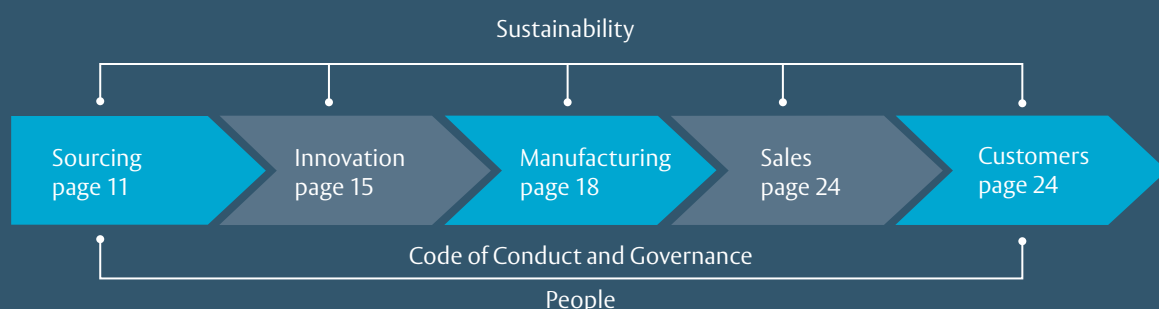 Sustainability
Sourcing
page 11
Innovation
page 15
Manufacturing
page 18
Sales
page 24
Customers
page 24
Code of Conduct and Governance
People